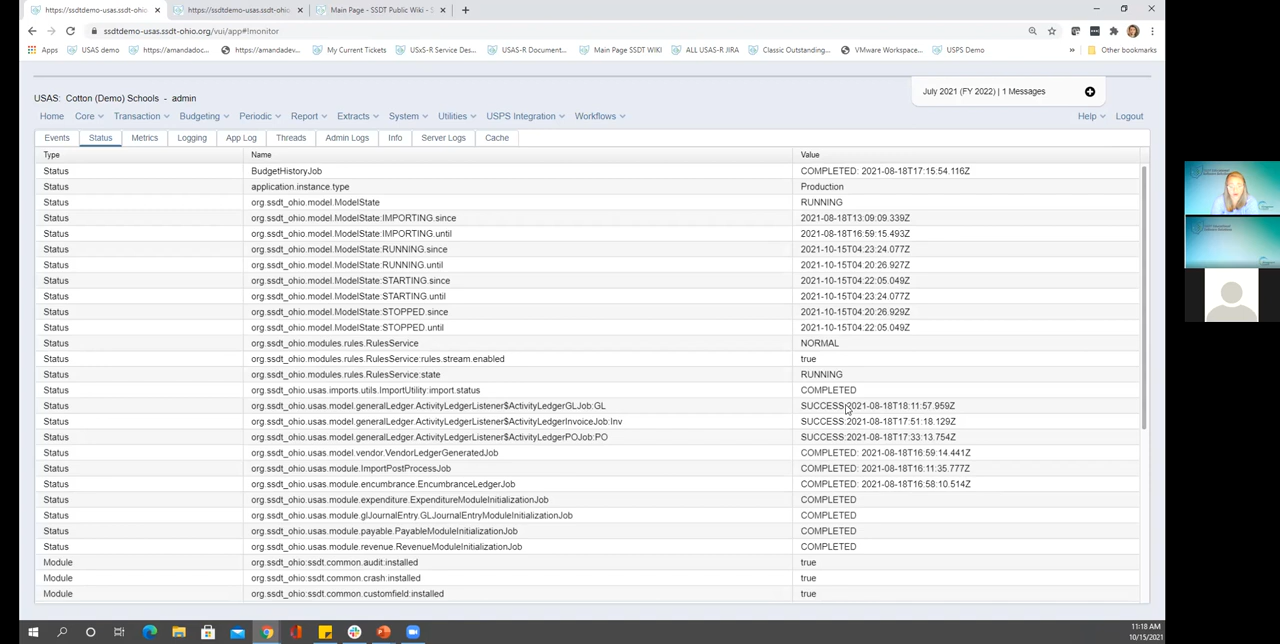 https://ssdtdemo-usas.ssdt-ohio. × https://ssdtdemo-usas.ssdt-ohio. × Main Page - SSDT Public Wiki - S × +
ssdtdemo-usas.ssdt-ohio.org/vui/app#!monitor
Apps USAS demo https://amandadoc... https://amandadev... My Current Tickets USxS-R Service Des... USAS-R Document... Main Page SSDT WIKI ALL USAS-R JIRA Classic Outstanding... VMware Workspace... USPS Demo » Other bookmarks
USAS: Cotton (Demo) Schools - admin
July 2021 (FY 2022) | 1 Messages
Home Core Transaction Budgeting Periodic Report Extracts System Utilities USPS Integration Workflows Help Logout
Events Status Metrics Logging App Log Threads Admin Logs Info Server Logs Cache
Type Name Value
Status BudgetHistoryJob COMPLETED: 2021-08-18T17:15:54.116Z
Status application.instance.type Production
Status org.ssdt_ohio.model.ModelState RUNNING
Status org.ssdt_ohio.model.ModelState:IMPORTING.since 2021-08-18T13:09:09.339Z
Status org.ssdt_ohio.model.ModelState:IMPORTING.until 2021-08-18T16:59:15.493Z
Status org.ssdt_ohio.model.ModelState:RUNNING.since 2021-10-15T04:23:24.077Z
Status org.ssdt_ohio.model.ModelState:RUNNING.until 2021-10-15T04:20:26.927Z
Status org.ssdt_ohio.model.ModelState:STARTING.since 2021-10-15T04:22:05.049Z
Status org.ssdt_ohio.model.ModelState:STARTING.until 2021-10-15T04:23:24.077Z
Status org.ssdt_ohio.model.ModelState:STOPPED.since 2021-10-15T04:20:26.929Z
Status org.ssdt_ohio.model.ModelState:STOPPED.until 2021-10-15T04:22:05.049Z
Status org.ssdt_ohio.modules.rules.RulesService NORMAL
Status org.ssdt_ohio.modules.rules.RulesService:rules.stream.enabled true
Status org.ssdt_ohio.modules.rules.RulesService:state RUNNING
Status org.ssdt_ohio.usas.imports.utils.ImportUtility:import.status COMPLETED
Status org.ssdt_ohio.usas.model.generalLedger.ActivityLedgerListener$ActivityLedgerGLJob:GL SUCCESS:2021-08-18T18:11:57.959Z
Status org.ssdt_ohio.usas.model.generalLedger.ActivityLedgerListener$ActivityLedgerInvoiceJob:Inv SUCCESS:2021-08-18T17:51:18.129Z
Status org.ssdt_ohio.usas.model.generalLedger.ActivityLedgerListener$ActivityLedgerPOJob:PO SUCCESS:2021-08-18T17:33:13.754Z
Status org.ssdt_ohio.usas.model.vendor.VendorLedgerGeneratedJob COMPLETED: 2021-08-18T16:59:14.441Z
Status org.ssdt_ohio.usas.module.ImportPostProcessJob COMPLETED: 2021-08-18T16:11:35.777Z
Status org.ssdt_ohio.usas.module.encumbrance.EncumbranceLedgerJob COMPLETED: 2021-08-18T16:58:10.514Z
Status org.ssdt_ohio.usas.module.expenditure.ExpenditureModuleInitializationJob COMPLETED
Status org.ssdt_ohio.usas.module.glJournalEntry.GLJournalEntryModuleInitializationJob COMPLETED
Status org.ssdt_ohio.usas.module.payable.PayableModuleInitializationJob COMPLETED
Status org.ssdt_ohio.usas.module.revenue.RevenueModuleInitializationJob COMPLETED
Module org.ssdt_ohio:ssdt.common.audit:installed true
Module org.ssdt_ohio:ssdt.common.crash:installed true
Module org.ssdt_ohio:ssdt.common.customfield:installed true
11:18 AM
10/15/2021